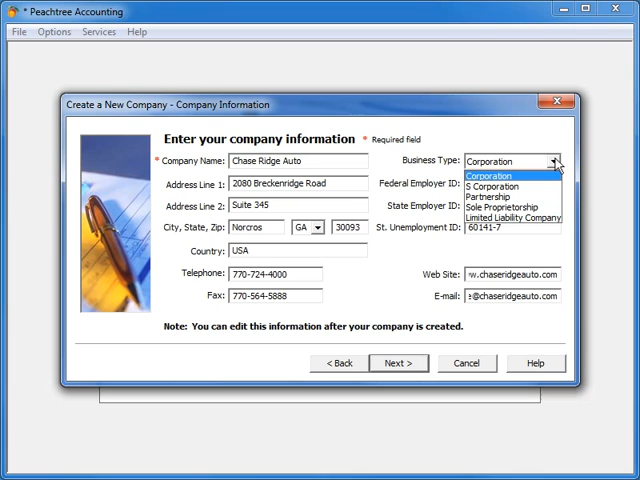 * Peachtree Accounting
File Options Services Help
Create a New Company - Company Information
Enter your company information * Required field
* Company Name: Chase Ridge Auto
Business Type: Corporation
Corporation
S Corporation
Partnership
Sole Proprietorship
Limited Liability Company
Address Line 1: 2080 Breckenridge Road
Federal Employer ID:
Address Line 2: Suite 345
State Employer ID:
City, State, Zip: Norcros GA 30093
St. Unemployment ID: 60141-7
Country: USA
Telephone: 770-724-4000
Web Site: w.chaseridgeauto.com
Fax: 770-564-5888
E-mail: e@chaseridgeauto.com
Note: You can edit this information after your company is created.
< Back Next > Cancel Help